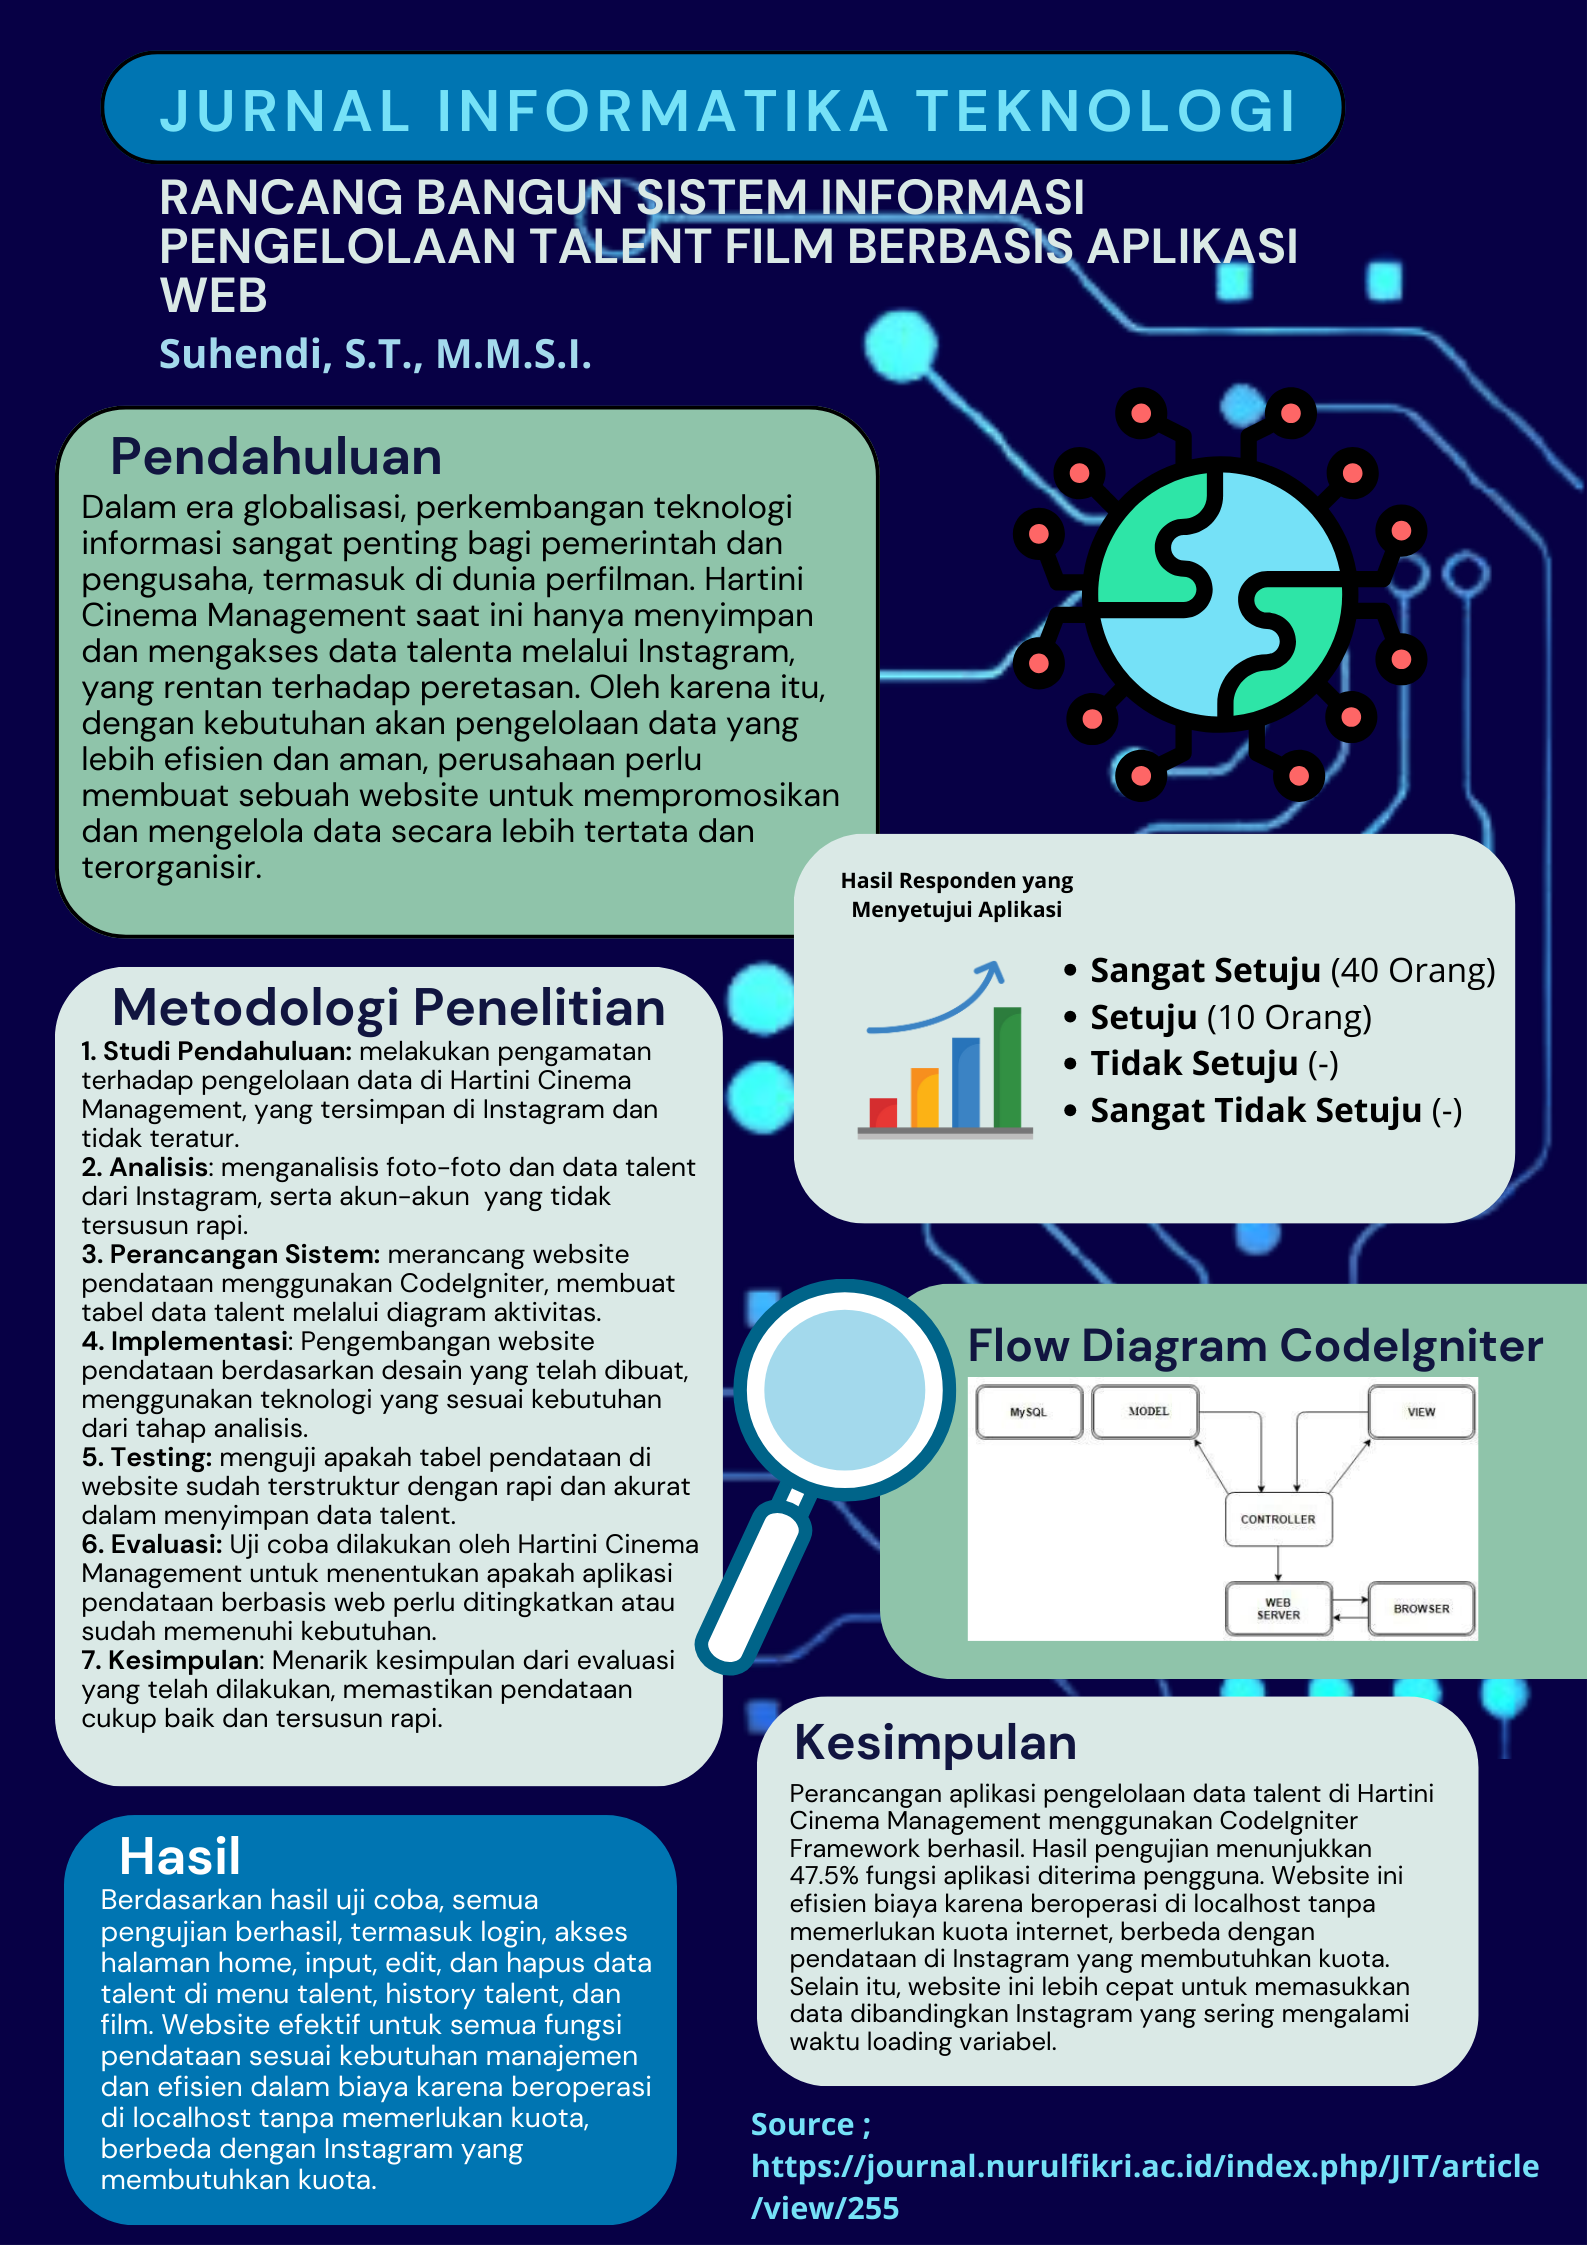 JURNAL INFORMATIKA TEKNOLOGI
RANCANG BANGUN SISTEM INFORMASI
PENGELOLAAN TALENT FILM BERBASIS APLIKASI
WEB
Suhendi, S.T., M.M.S.I.
Pendahuluan
Dalam era globalisasi, perkembangan teknologi
informasi sangat penting bagi pemerintah dan
pengusaha, termasuk di dunia perfilman. Hartini
Cinema Management saat ini hanya menyimpan
dan mengakses data talenta melalui Instagram,
yang rentan terhadap peretasan. Oleh karena itu,
dengan kebutuhan akan pengelolaan data yang
lebih efisien dan aman, perusahaan perlu
membuat sebuah website untuk mempromosikan
dan mengelola data secara lebih tertata dan
terorganisir.
Hasil Responden yang
Menyetujui Aplikasi
• Sangat Setuju (40 Orang)
• Setuju (10 Orang)
• Tidak Setuju (-)
• Sangat Tidak Setuju (-)
Metodologi Penelitian
1. Studi Pendahuluan: melakukan pengamatan
terhadap pengelolaan data di Hartini Cinema
Management, yang tersimpan di Instagram dan
tidak teratur.
2. Analisis: menganalisis foto-foto dan data talent
dari Instagram, serta akun-akun yang tidak
tersusun rapi.
3. Perancangan Sistem: merancang website
pendataan menggunakan CodeIgniter, membuat
tabel data talent melalui diagram aktivitas.
4. Implementasi: Pengembangan website
pendataan berdasarkan desain yang telah dibuat,
menggunakan teknologi yang sesuai kebutuhan
dari tahap analisis.
5. Testing: menguji apakah tabel pendataan di
website sudah terstruktur dengan rapi dan akurat
dalam menyimpan data talent.
6. Evaluasi: Uji coba dilakukan oleh Hartini Cinema
Management untuk menentukan apakah aplikasi
pendataan berbasis web perlu ditingkatkan atau
sudah memenuhi kebutuhan.
7. Kesimpulan: Menarik kesimpulan dari evaluasi
yang telah dilakukan, memastikan pendataan
cukup baik dan tersusun rapi.
Flow Diagram CodeIgniter
MySQL
MODEL
VIEW
CONTROLLER
WEB
SERVER
BROWSER
Kesimpulan
Perancangan aplikasi pengelolaan data talent di Hartini
Cinema Management menggunakan CodeIgniter
Framework berhasil. Hasil pengujian menunjukkan
47.5% fungsi aplikasi diterima pengguna. Website ini
efisien biaya karena beroperasi di localhost tanpa
memerlukan kuota internet, berbeda dengan
pendataan di Instagram yang membutuhkan kuota.
Selain itu, website ini lebih cepat untuk memasukkan
data dibandingkan Instagram yang sering mengalami
waktu loading variabel.
Hasil
Berdasarkan hasil uji coba, semua
pengujian berhasil, termasuk login, akses
halaman home, input, edit, dan hapus data
talent di menu talent, history talent, dan
film. Website efektif untuk semua fungsi
pendataan sesuai kebutuhan manajemen
dan efisien dalam biaya karena beroperasi
di localhost tanpa memerlukan kuota,
berbeda dengan Instagram yang
membutuhkan kuota.
Source ;
https://journal.nurulfikri.ac.id/index.php/JIT/article
/view/255